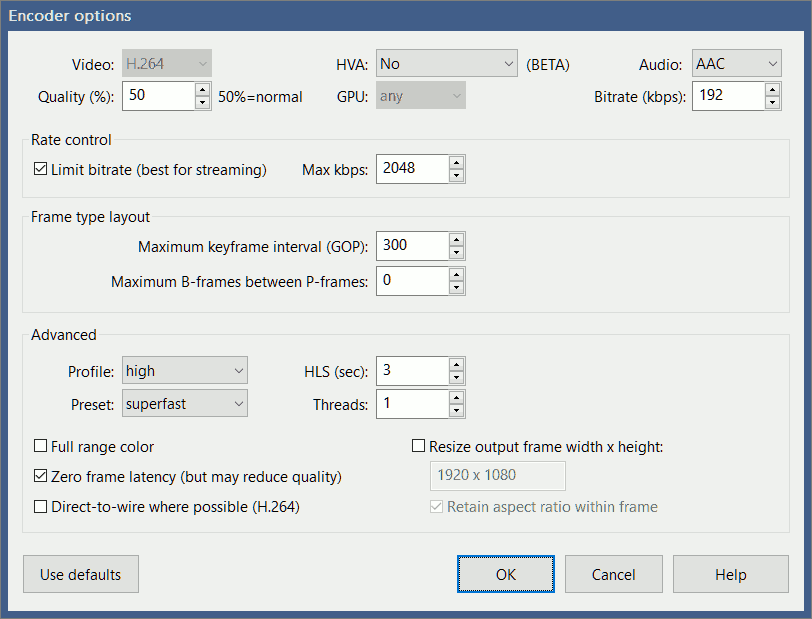 Encoder options
Video: H.264 HVA: No (BETA) Audio: AAC
Quality (%): 50 50%=normal GPU: any Bitrate (kbps): 192
Rate control
Limit bitrate (best for streaming) Max kbps: 2048
Frame type layout
Maximum keyframe interval (GOP): 300
Maximum B-frames between P-frames: 0
Advanced
Profile: high HLS (sec): 3
Preset: superfast Threads: 1
Full range color Resize output frame width x height:
Zero frame latency (but may reduce quality) 1920 x 1080
Direct-to-wire where possible (H.264) Retain aspect ratio within frame
Use defaults OK Cancel Help